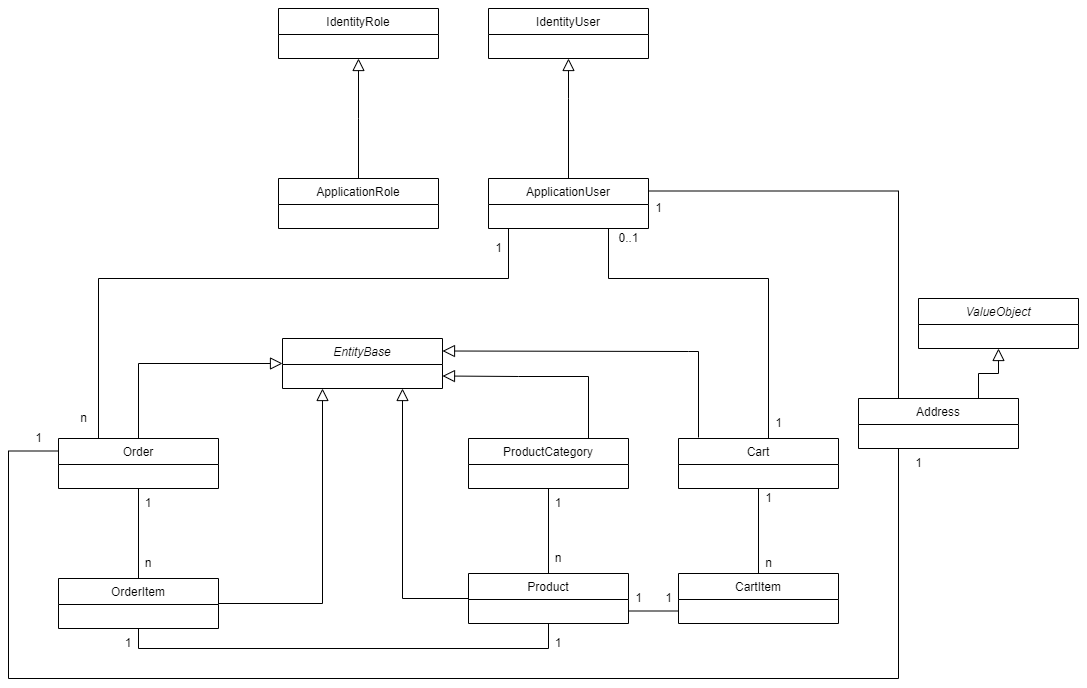 IdentityRole
IdentityUser
ApplicationRole
ApplicationUser
1
1
0..1
ValueObject
EntityBase
n
1
1
Address
Order
ProductCategory
Cart
1
1
1
1
n
n
n
OrderItem
Product
CartItem
1
1
1
1